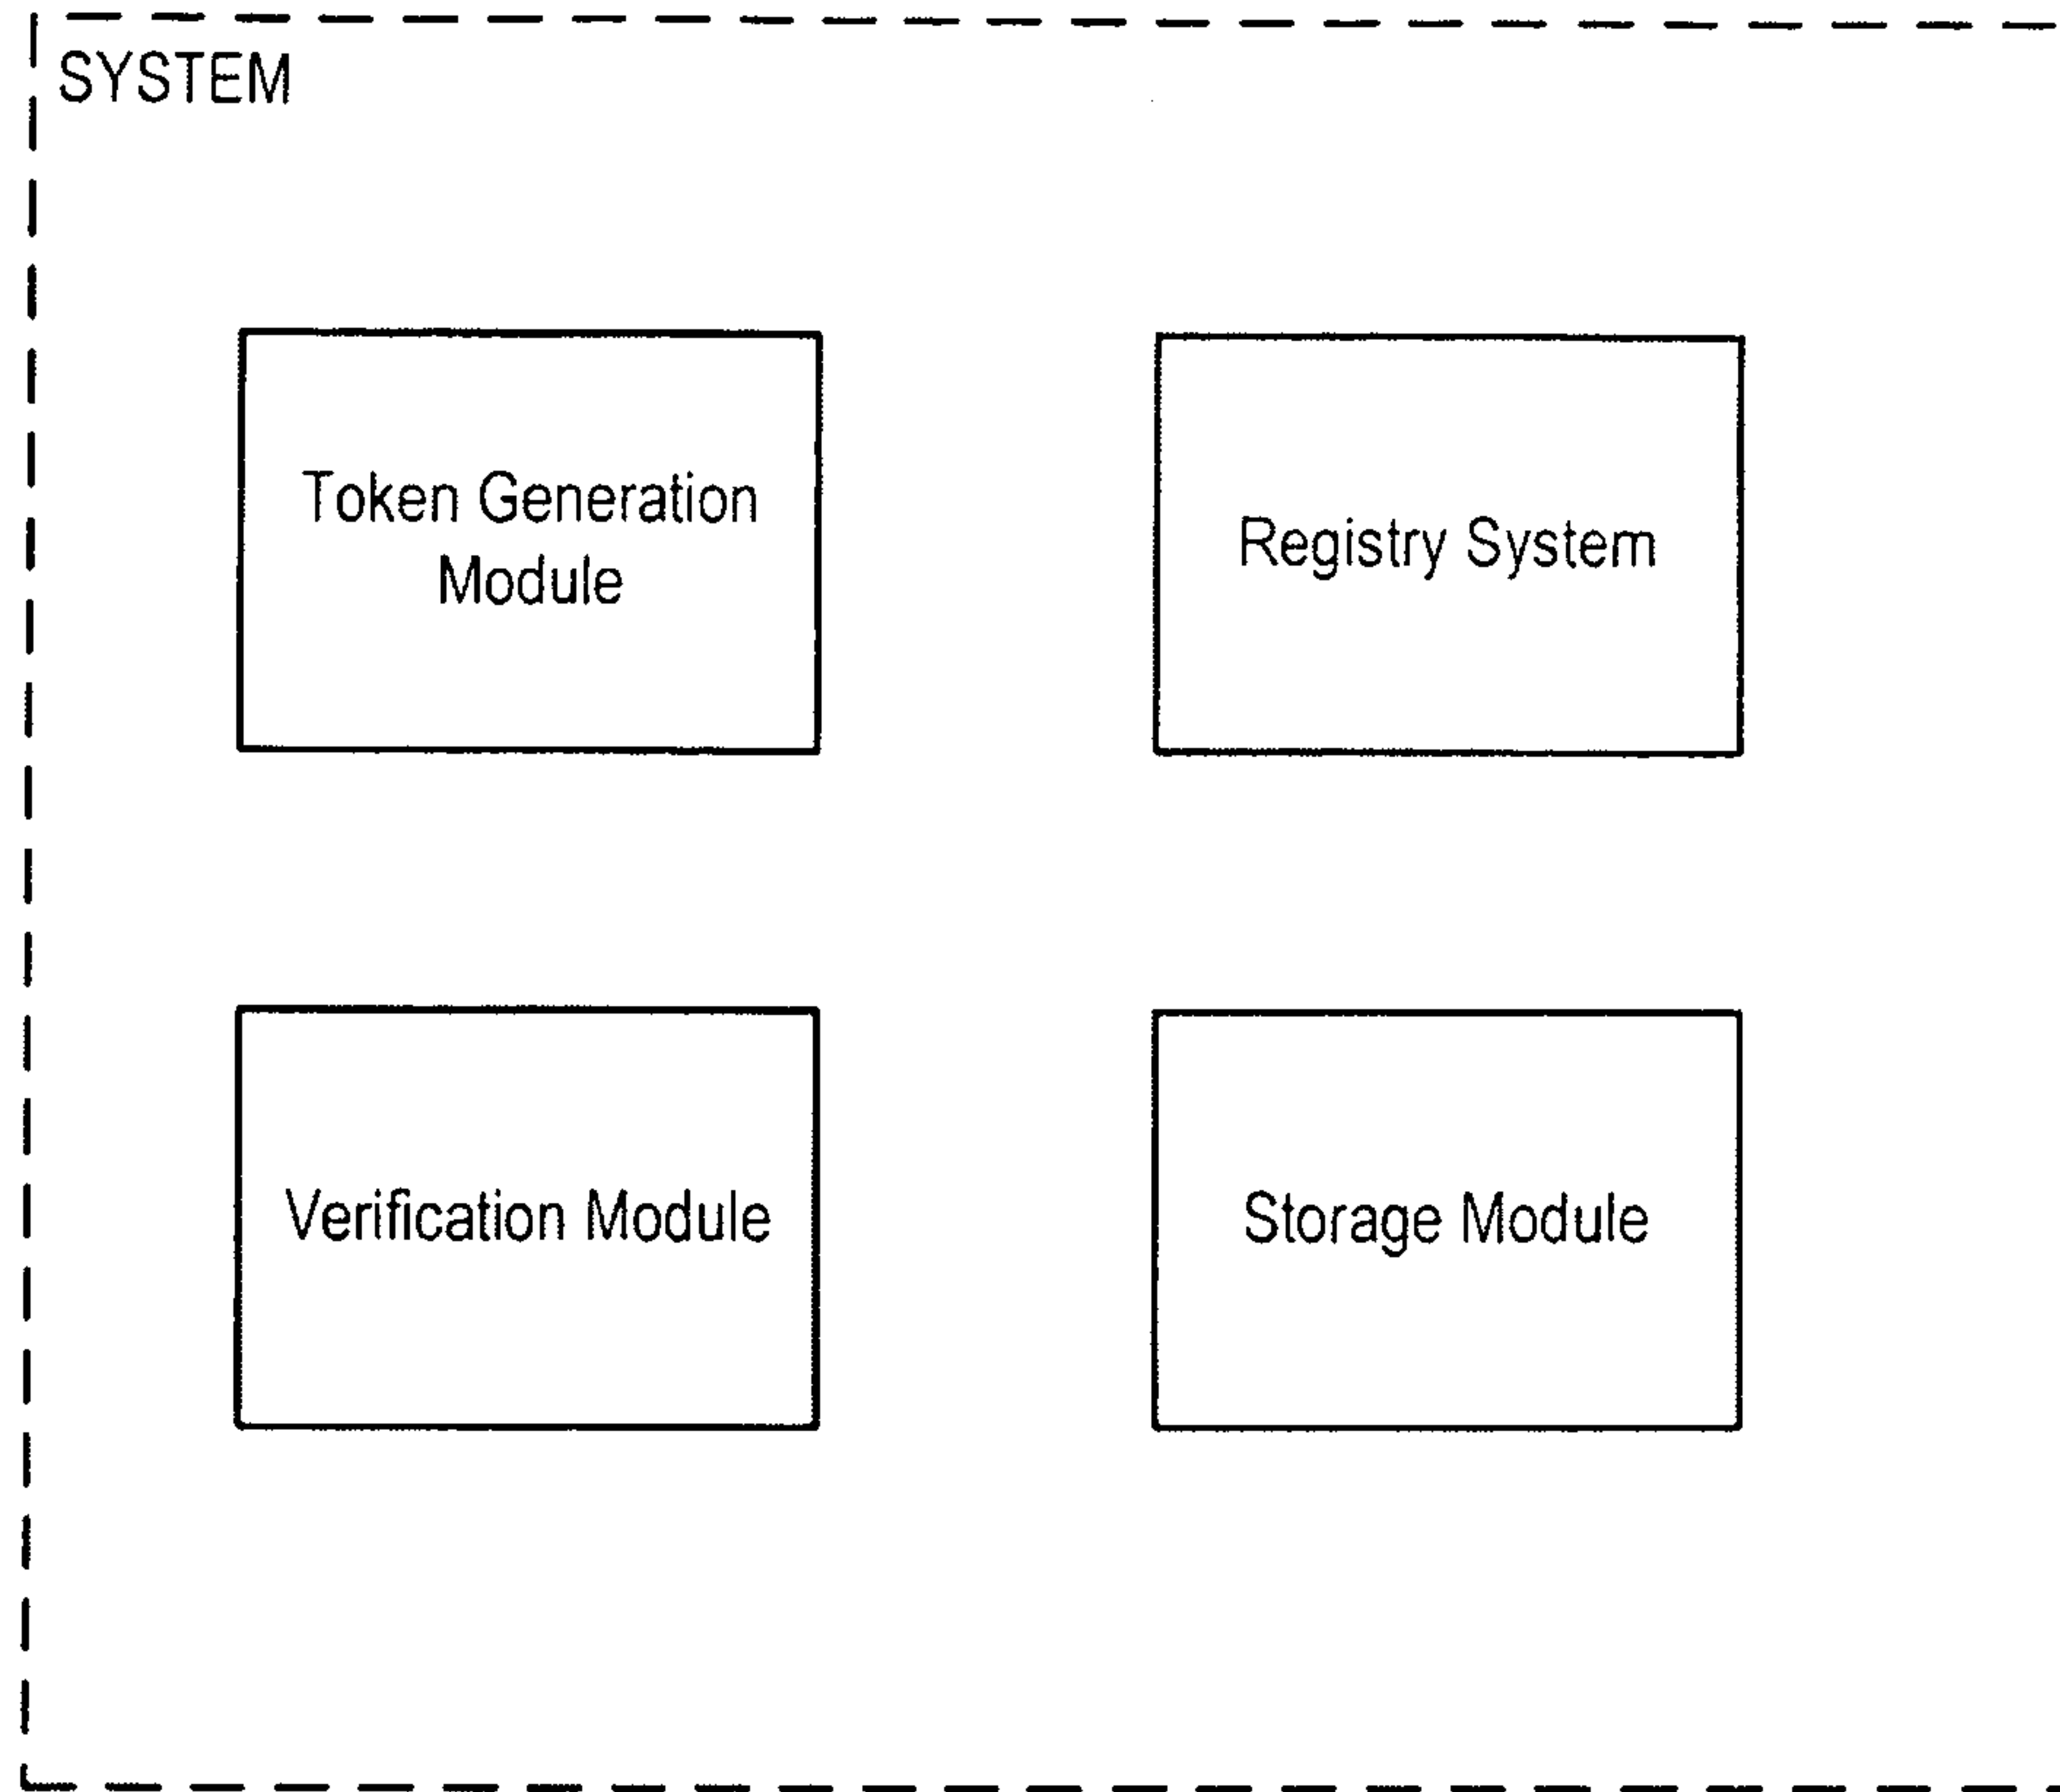 SYSTEM
Token Generation
Module
Registry System
Verification Module
Storage Module